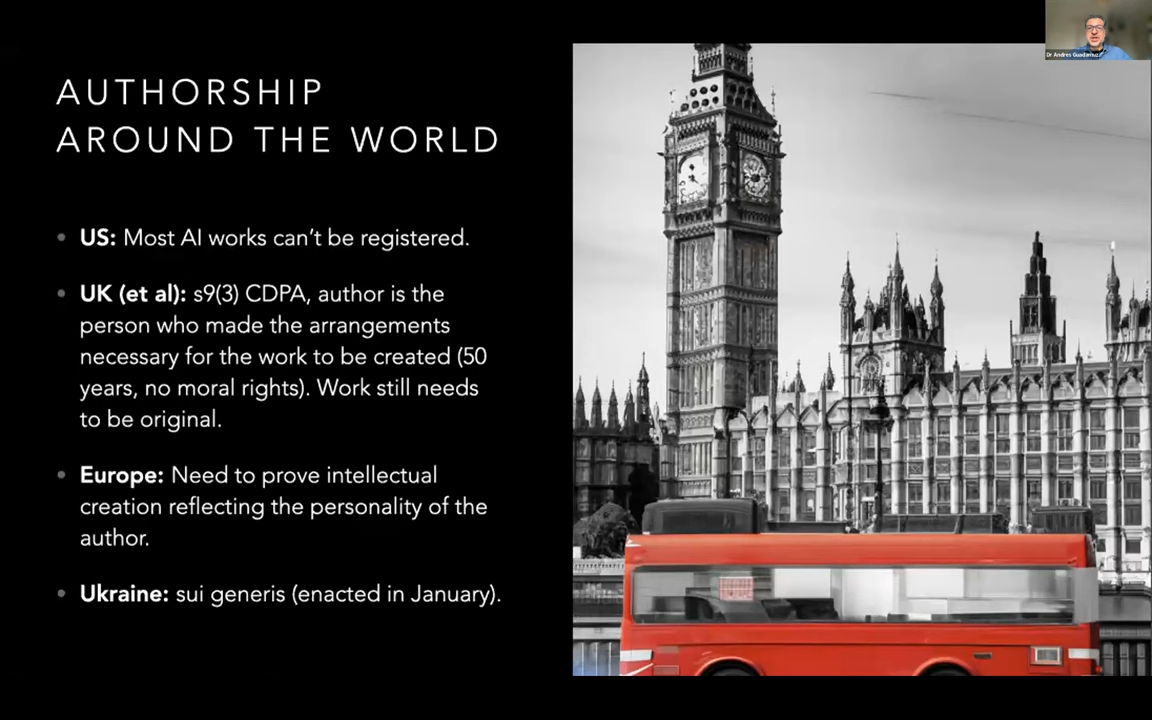 AUTHORSHIP
AROUND THE WORLD
• US: Most AI works can’t be registered.
• UK (et al): s9(3) CDPA, author is the
person who made the arrangements
necessary for the work to be created (50
years, no moral rights). Work still needs
to be original.
• Europe: Need to prove intellectual
creation reflecting the personality of the
author.
• Ukraine: sui generis (enacted in January).
Dr Andres Guadamuz